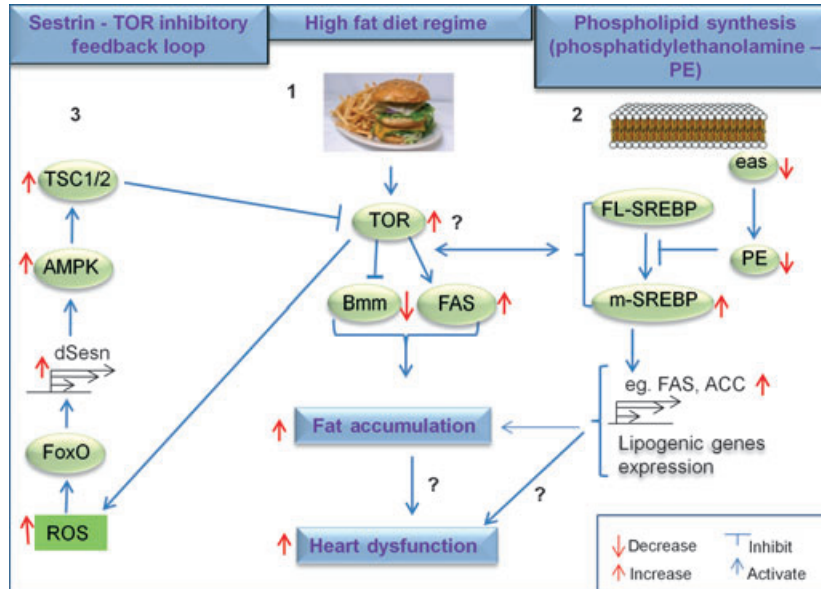 Sestrin - TOR inhibitory
feedback loop
High fat diet regime
Phospholipid synthesis
(phosphatidylethanolamine –
PE)
1
2
3
TSC1/2
TOR
?
eas
FL-SREBP
AMPK
PE
Bmm
FAS
m-SREBP
dSesn
eg. FAS, ACC
Fat accumulation
FoxO
Lipogenic genes
expression
?
?
ROS
Heart dysfunction
Decrease
Inhibit
Increase
Activate